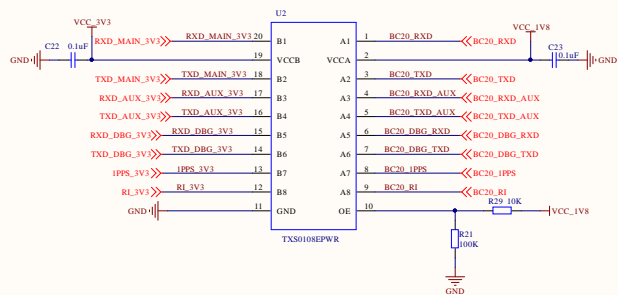 VCC_3V3
U2
VCC_1V8
C22 0.1uF
GND
RXD_MAIN_3V3 RXD_MAIN_3V3 20 B1 A1 1 BC20_RXD BC20_RXD
19 VCCB VCCA 2
C23
0.1uF
GND
TXD_MAIN_3V3 TXD_MAIN_3V3 18 B2 A2 3 BC20_TXD BC20_TXD
RXD_AUX_3V3 RXD_AUX_3V3 17 B3 A3 4 BC20_RXD_AUX BC20_RXD_AUX
TXD_AUX_3V3 TXD_AUX_3V3 16 B4 A4 5 BC20_TXD_AUX BC20_TXD_AUX
RXD_DBG_3V3 RXD_DBG_3V3 15 B5 A5 6 BC20_DBG_RXD BC20_DBG_RXD
TXD_DBG_3V3 TXD_DBG_3V3 14 B6 A6 7 BC20_DBG_TXD BC20_DBG_TXD
1PPS_3V3 1PPS_3V3 13 B7 A7 8 BC20_1PPS BC20_1PPS
RI_3V3 RI_3V3 12 B8 A8 9 BC20_RI BC20_RI
GND 11 GND OE 10
R29 10K VCC_1V8
TXS0108EPWR
R21
100K
GND